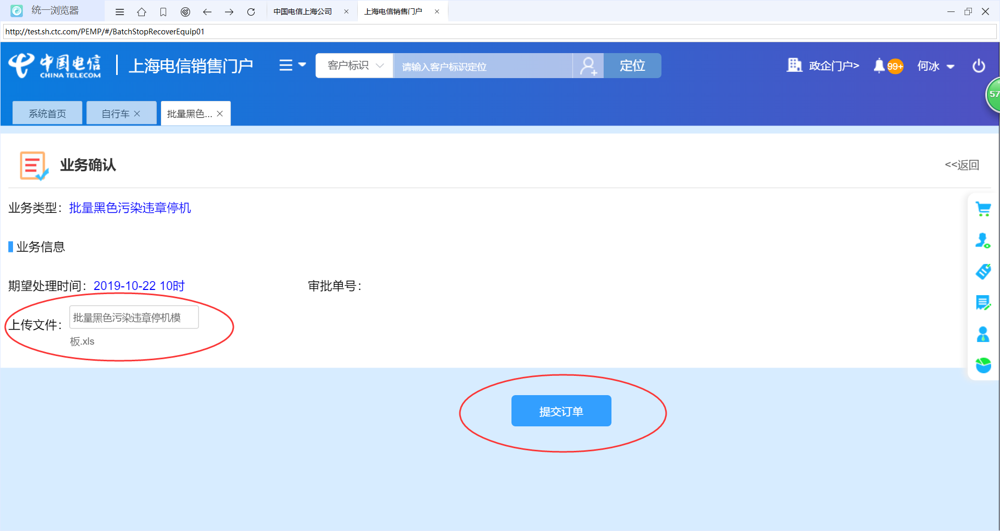 统一浏览器
中国电信上海公司
上海电信销售门户
http://test.sh.ctc.com/PEMP/#/BatchStopRecoverEquip01
中国电信
CHINA TELECOM
上海电信销售门户
客户标识
请输入客户标识定位
定位
政企门户>
99+
何冰
57
系统首页
自行车
批量黑色...
业务确认
<<返回
业务类型：批量黑色污染违章停机
业务信息
期望处理时间：2019-10-22 10时
审批单号：
上传文件：
批量黑色污染违章停机模
板.xls
提交订单